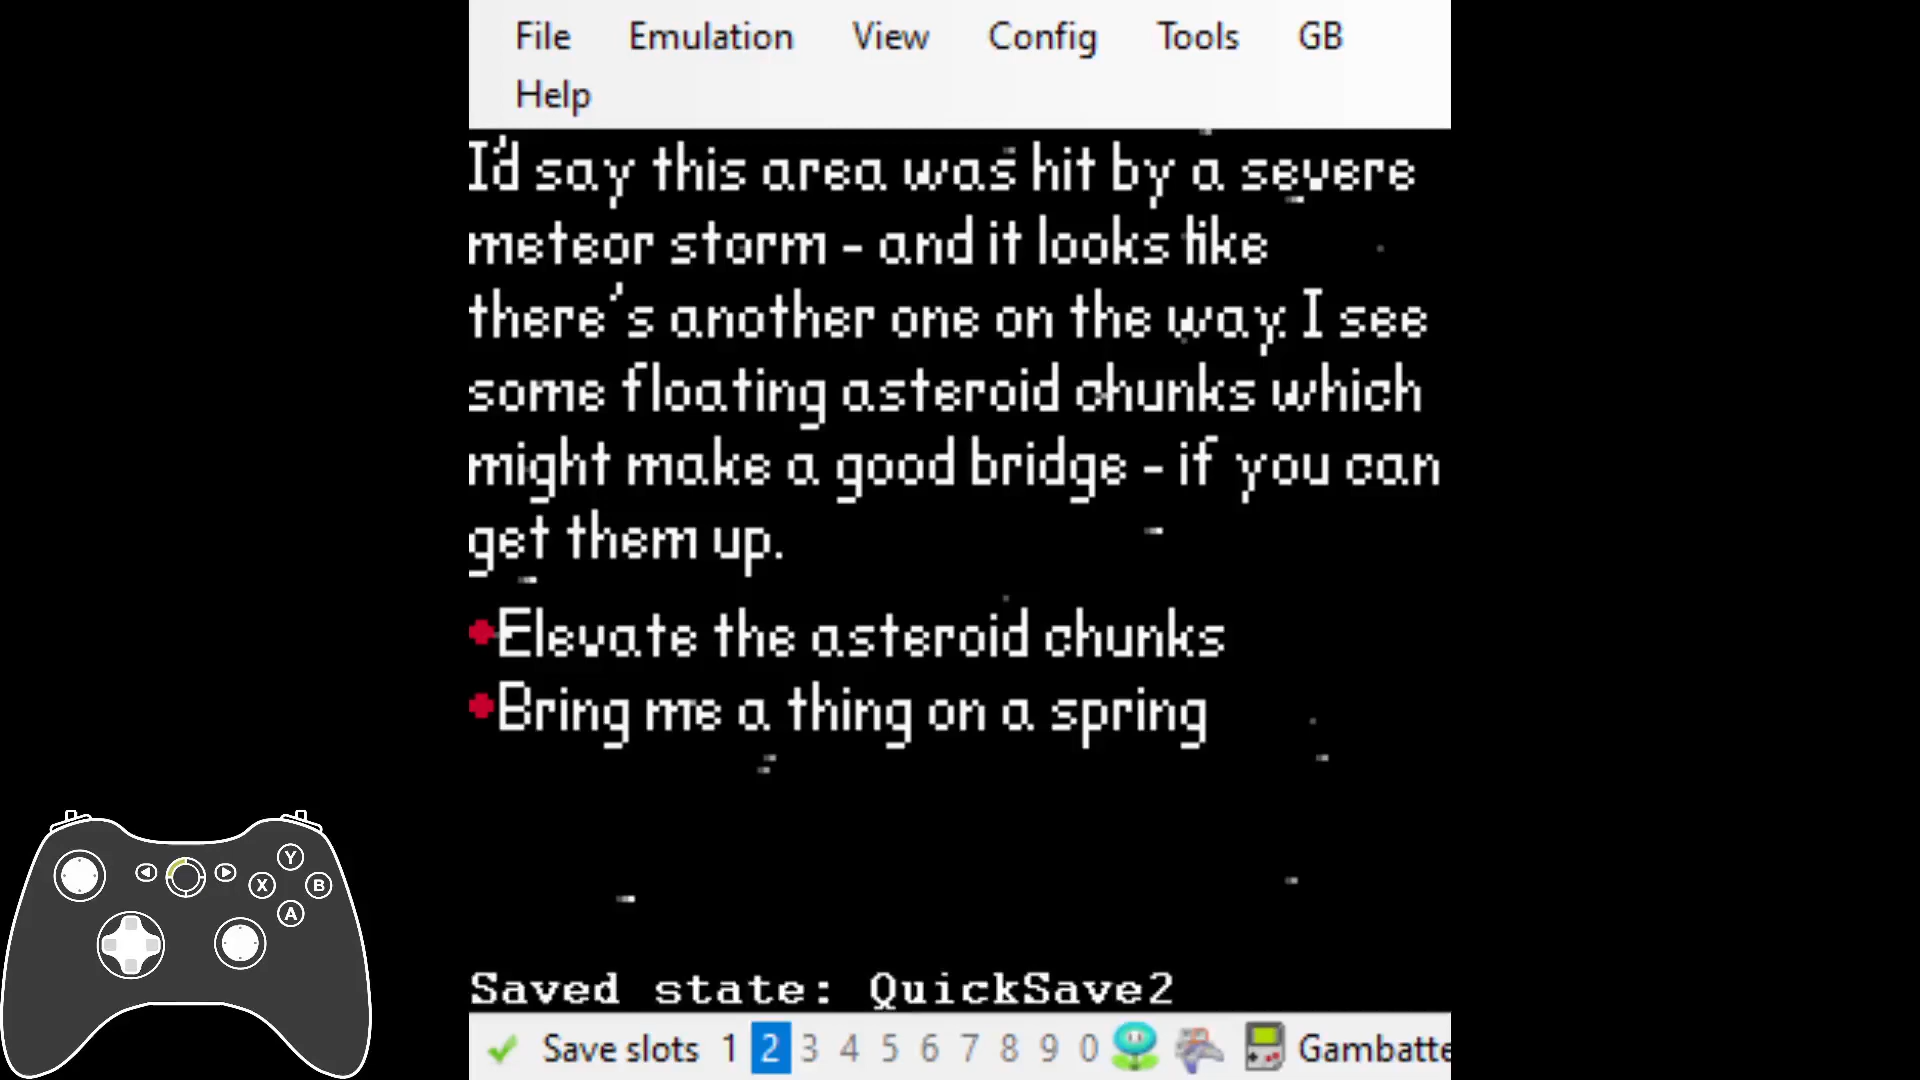 File Emulation View Config Tools GB
Help
I'd say this area was hit by a severe
meteor storm - and it looks like
there's another one on the way. I see
some floating asteroid chunks which
might make a good bridge - if you can
get them up.
Elevate the asteroid chunks
Bring me a thing on a spring
Saved state: QuickSave2
Save slots 1 2 3 4 5 6 7 8 9 0 Gambatte
Y
X B
A